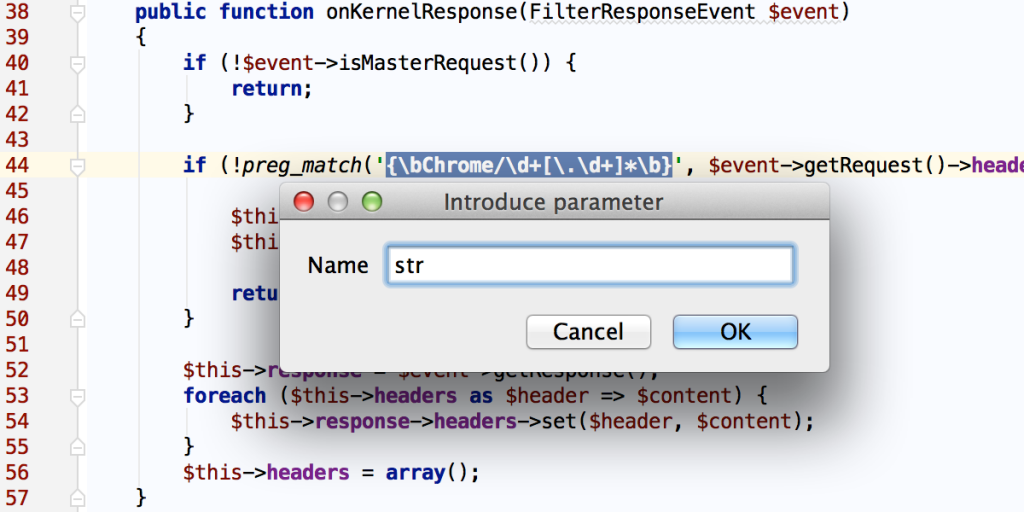 38 public function onKernelResponse(FilterResponseEvent $event)
39 {
40 if (!$event->isMasterRequest()) {
41 return;
42 }
43
44 if (!preg_match('{\bChrome/\d+[\.\d+]*\b}', $event->getRequest()->heade
45
Introduce parameter
46 $thi
47 $thi
Name str
48
49 retu
50 }
Cancel OK
51
52 $this->response = $event->getResponse();
53 foreach ($this->headers as $header => $content) {
54 $this->response->headers->set($header, $content);
55 }
56 $this->headers = array();
57 }